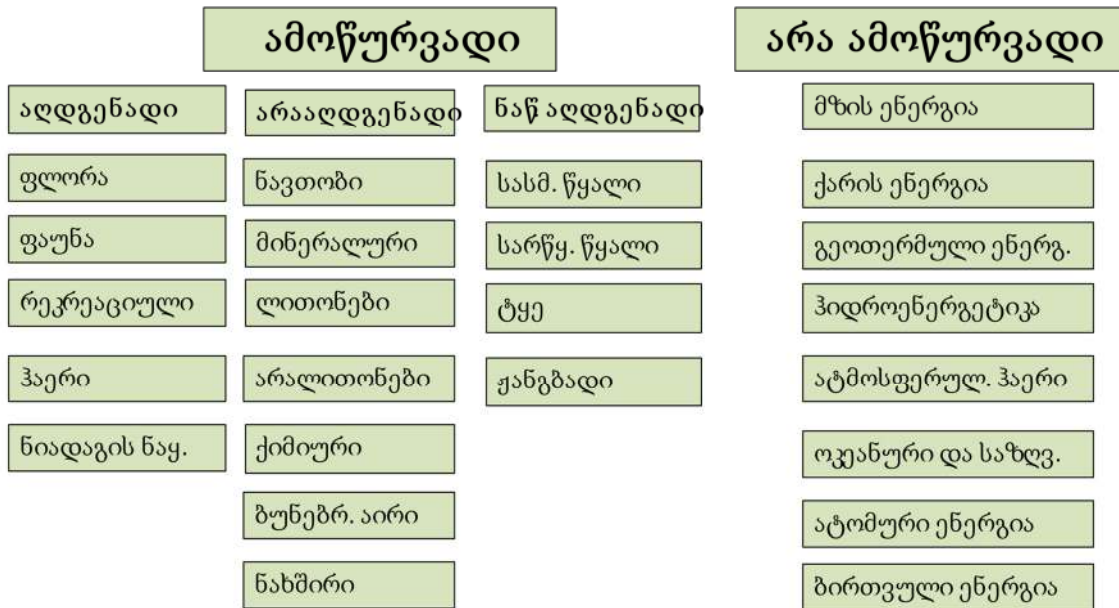 ამოწურვადი
არა ამოწურვადი
აღდგენადი
არააღდგენადი
ნაწ. აღდგენადი
მზის ენერგია
ფლორა
ნავთობი
სასმ. წყალი
ქარის ენერგია
ფაუნა
მინერალური
სარწყ. წყალი
გეოთერმული ენერგ.
რეკრეაციული
ლითონები
ტყე
ჰიდროენერგეტიკა
ჰაერი
არალითონები
ჟანგბადი
ატმოსფერულ. ჰაერი
ნიადაგის ნაყ.
ქიმიური
ოკეანური და საზღვ.
ბუნებრ. აირი
ატომური ენერგია
ნახშირი
ბირთვული ენერგია